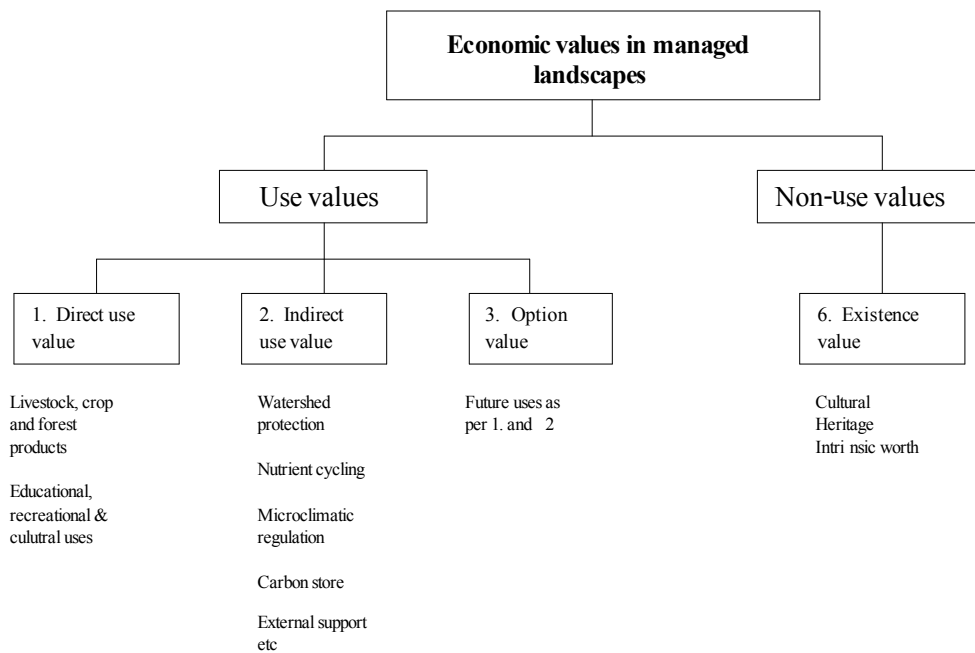 Economic values in managed
landscapes
Use values
Non-use values
1. Direct use
value
2. Indirect
use value
3. Option
value
6. Existence
value
Livestock, crop
and forest
products
Educational,
recreational &
culutral uses
Watershed
protection
Nutrient cycling
Microclimatic
regulation
Carbon store
External support
etc
Future uses as
per 1. and 2
Cultural
Heritage
Intri nsic worth